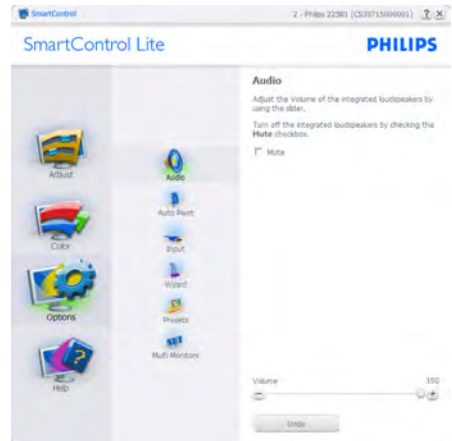 SmartControl
2 - Philips 225B1 (CS39715000001)
? X
SmartControl Lite
PHILIPS
Adjust
Color
Options
Help
Audio
Auto Pivot
Input
Wizard
Presets
Multi Monitors
Audio
Adjust the Volume of the integrated loudspeakers by
using the slider.
Turn off the integrated loudspeakers by checking the
Mute checkbox.
Mute
Volume
100
Undo